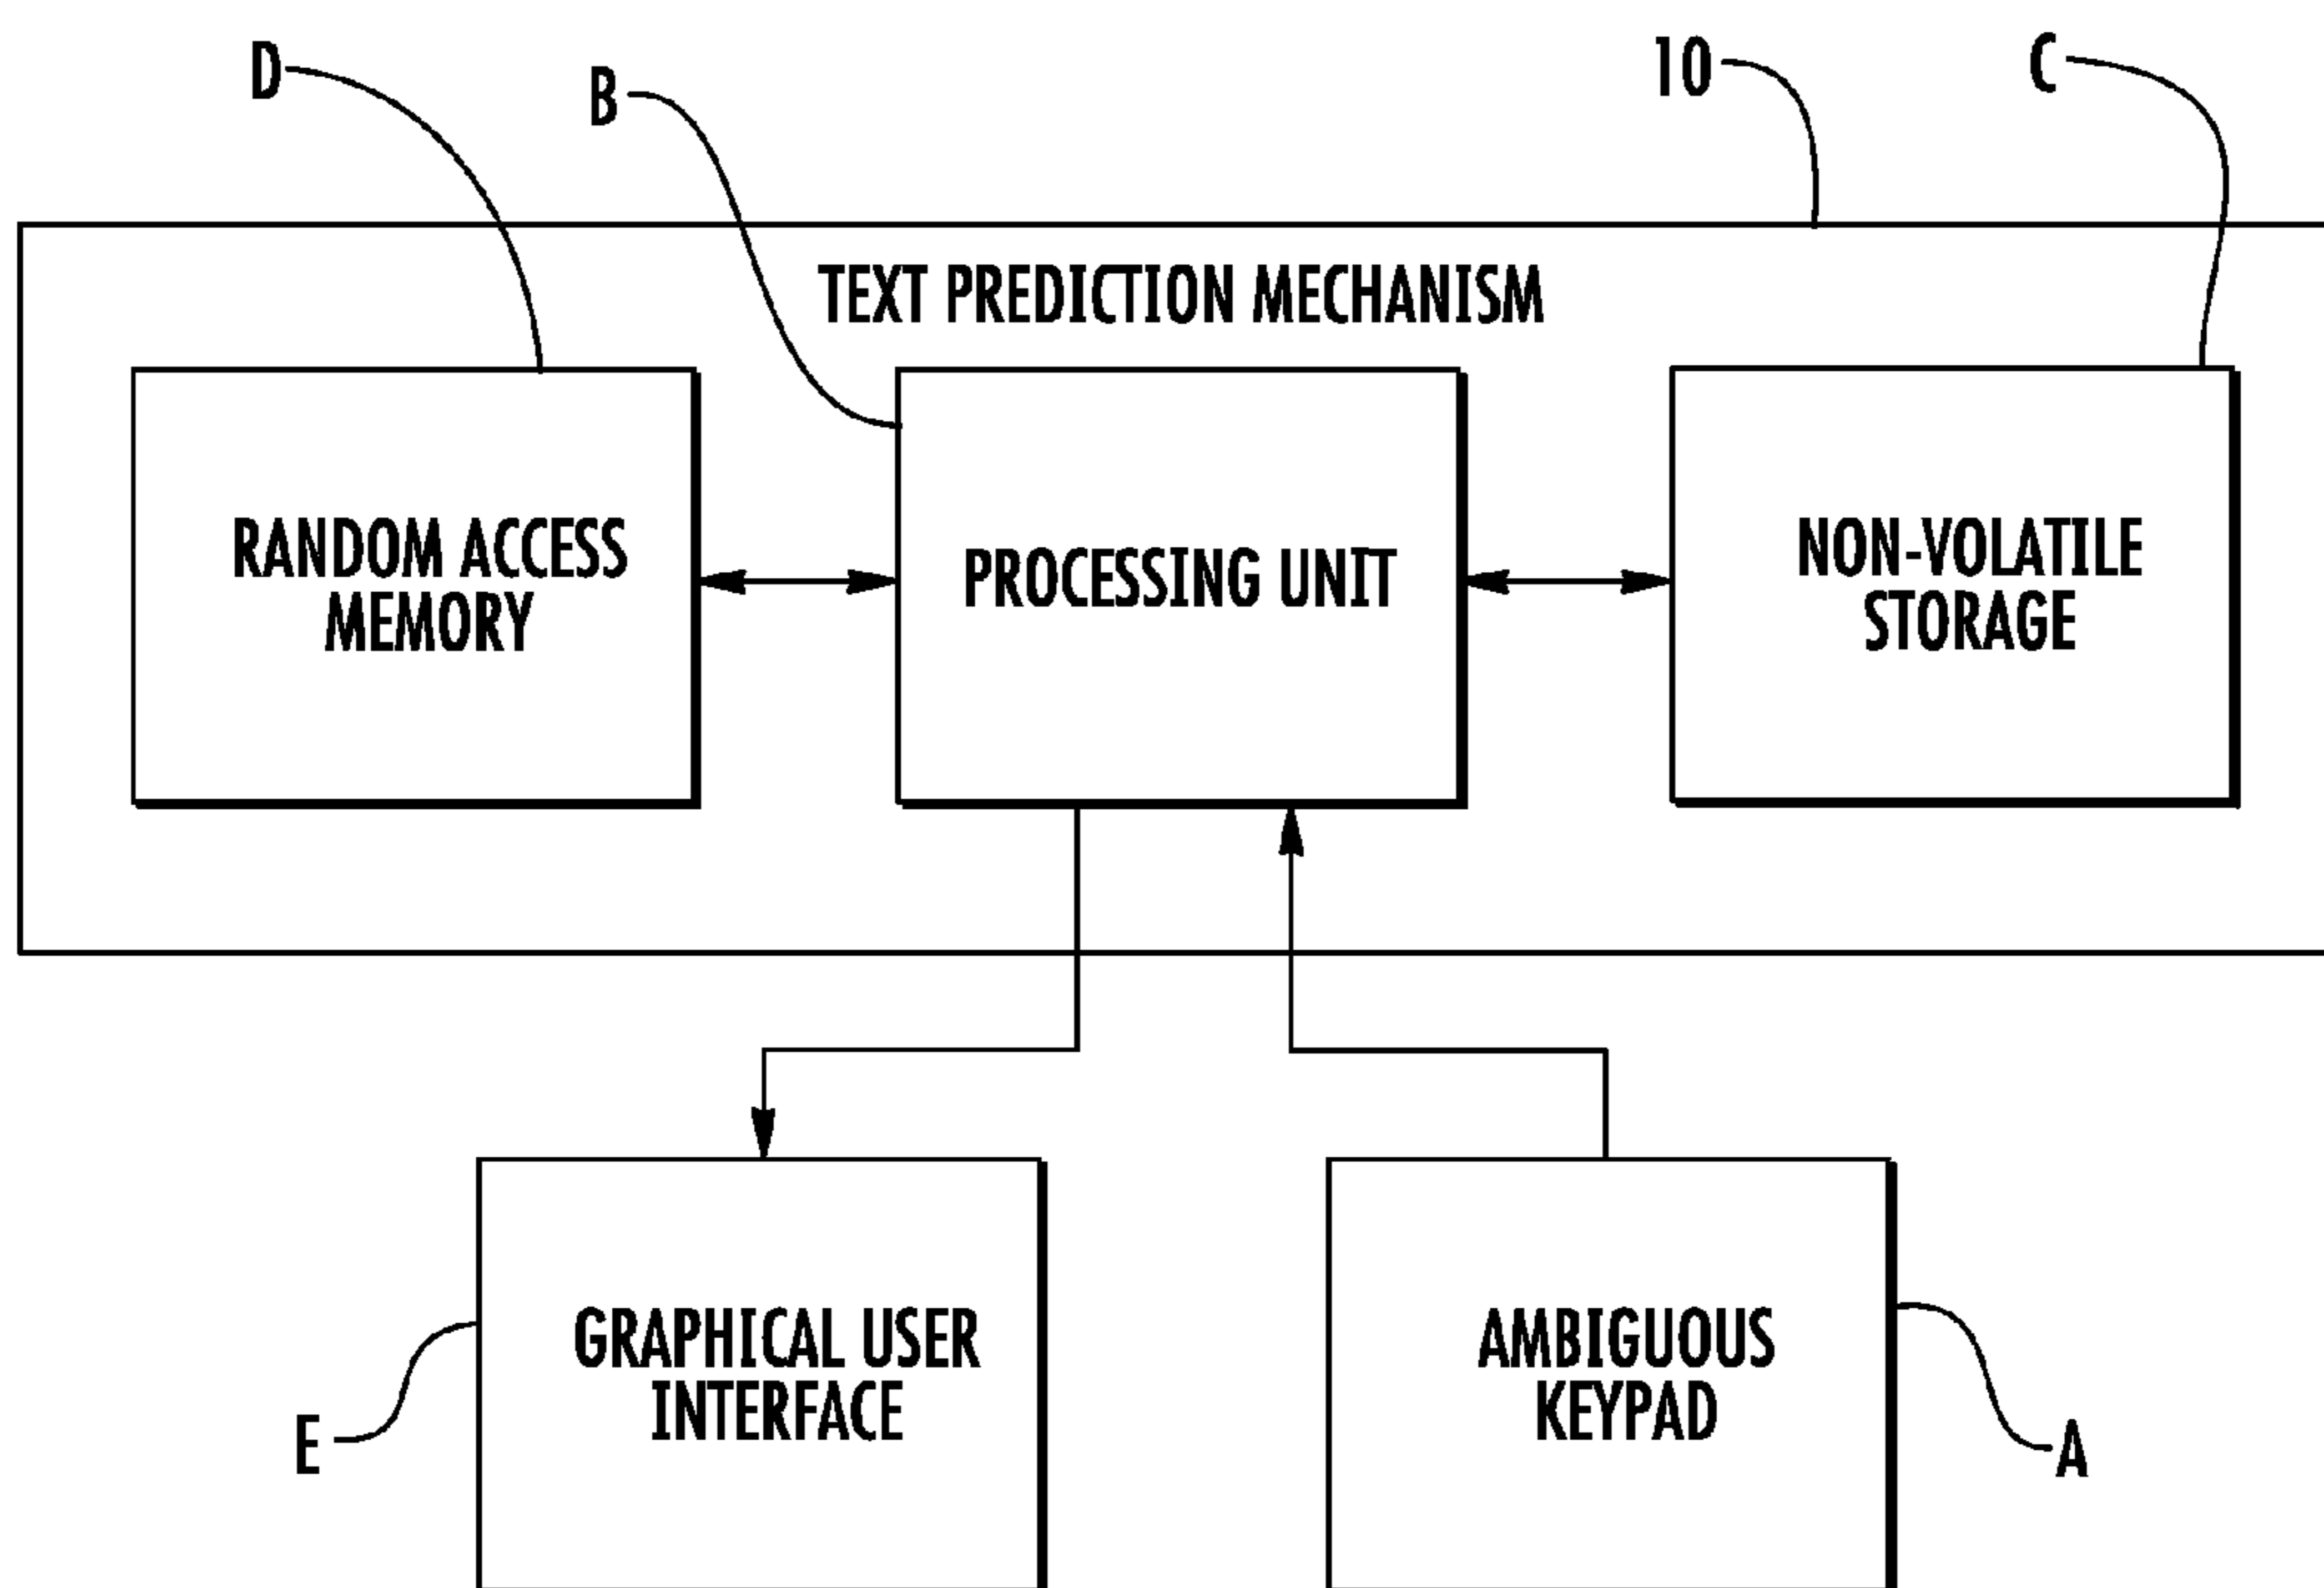 D
B
10
C
TEXT PREDICTION MECHANISM
RANDOM ACCESS
MEMORY
PROCESSING UNIT
NON-VOLATILE
STORAGE
GRAPHICAL USER
INTERFACE
AMBIGUOUS
KEYPAD
E
A